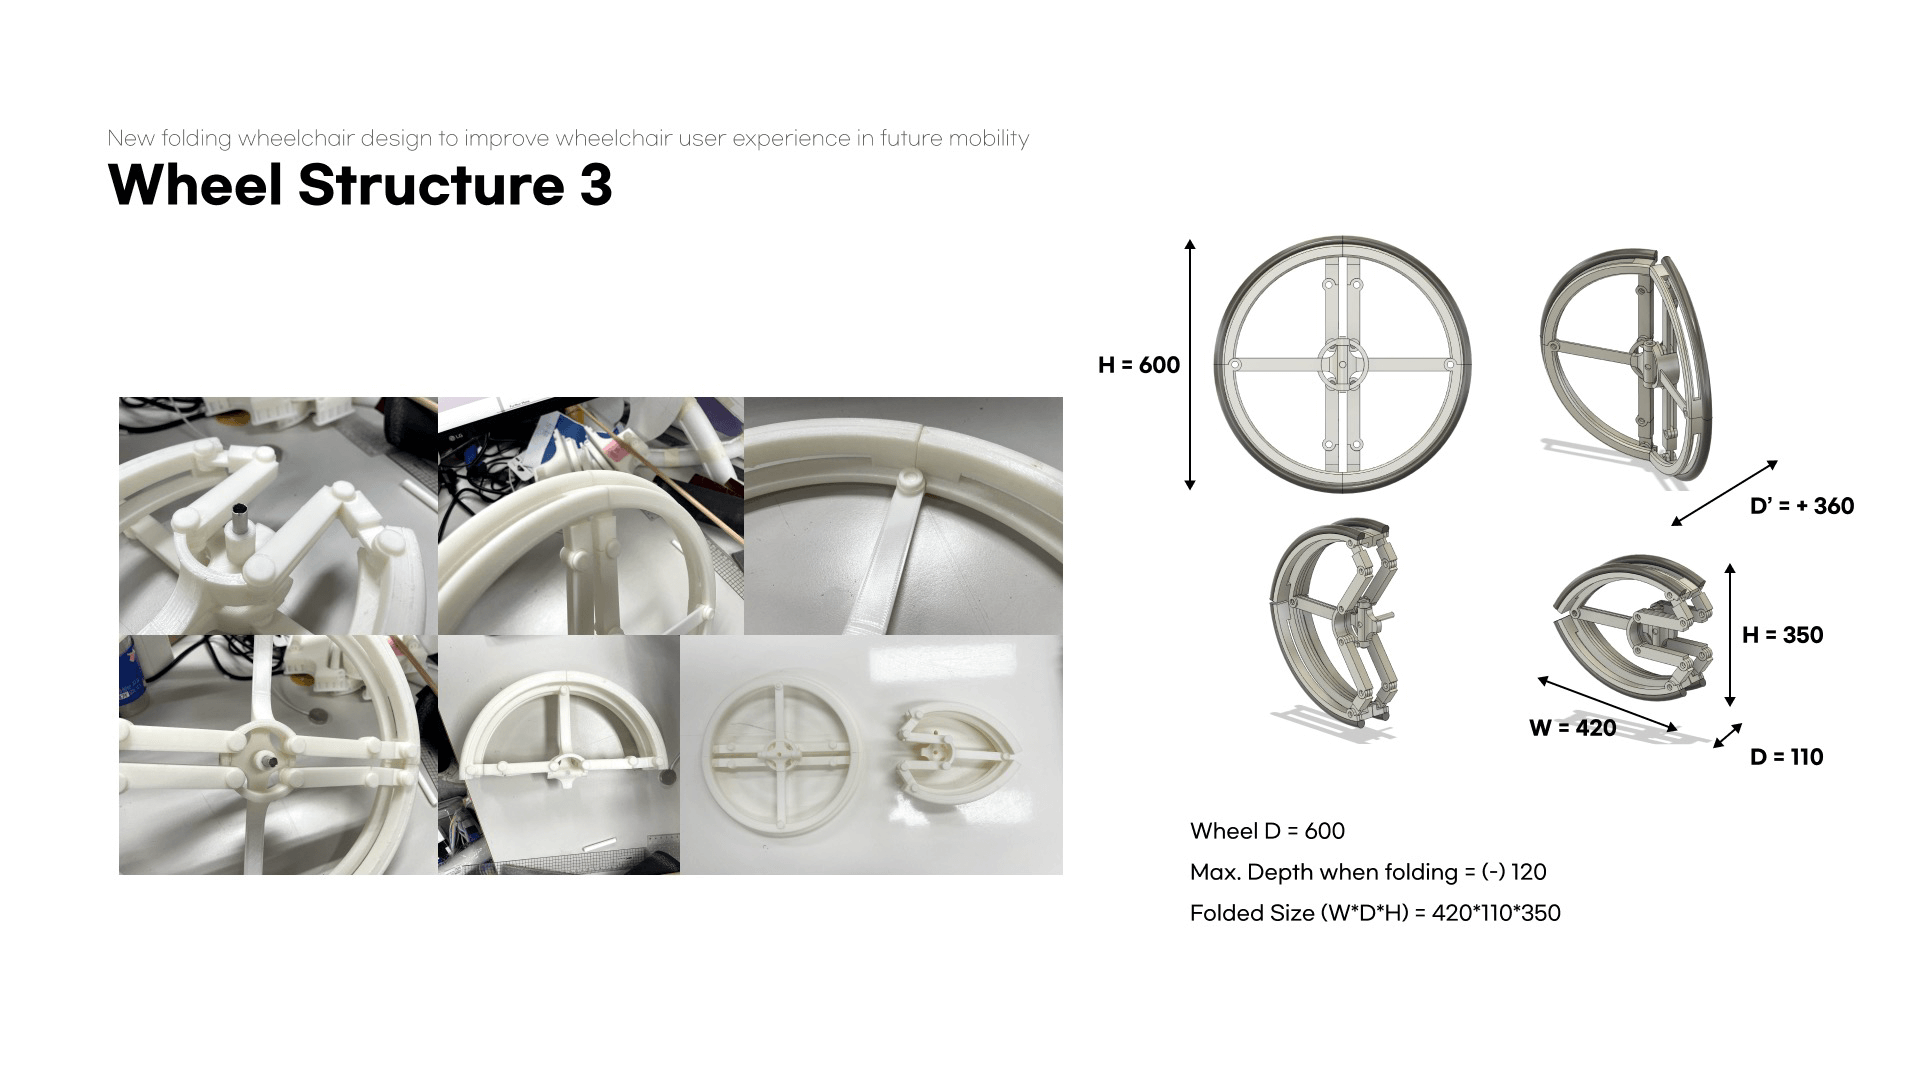 New folding wheelchair design to improve wheelchair user experience in future mobility
Wheel Structure 3
H = 600
D’ = + 360
H = 350
W = 420
D = 110
Wheel D = 600
Max. Depth when folding = (-) 120
Folded Size (W*D*H) = 420*110*350
LG